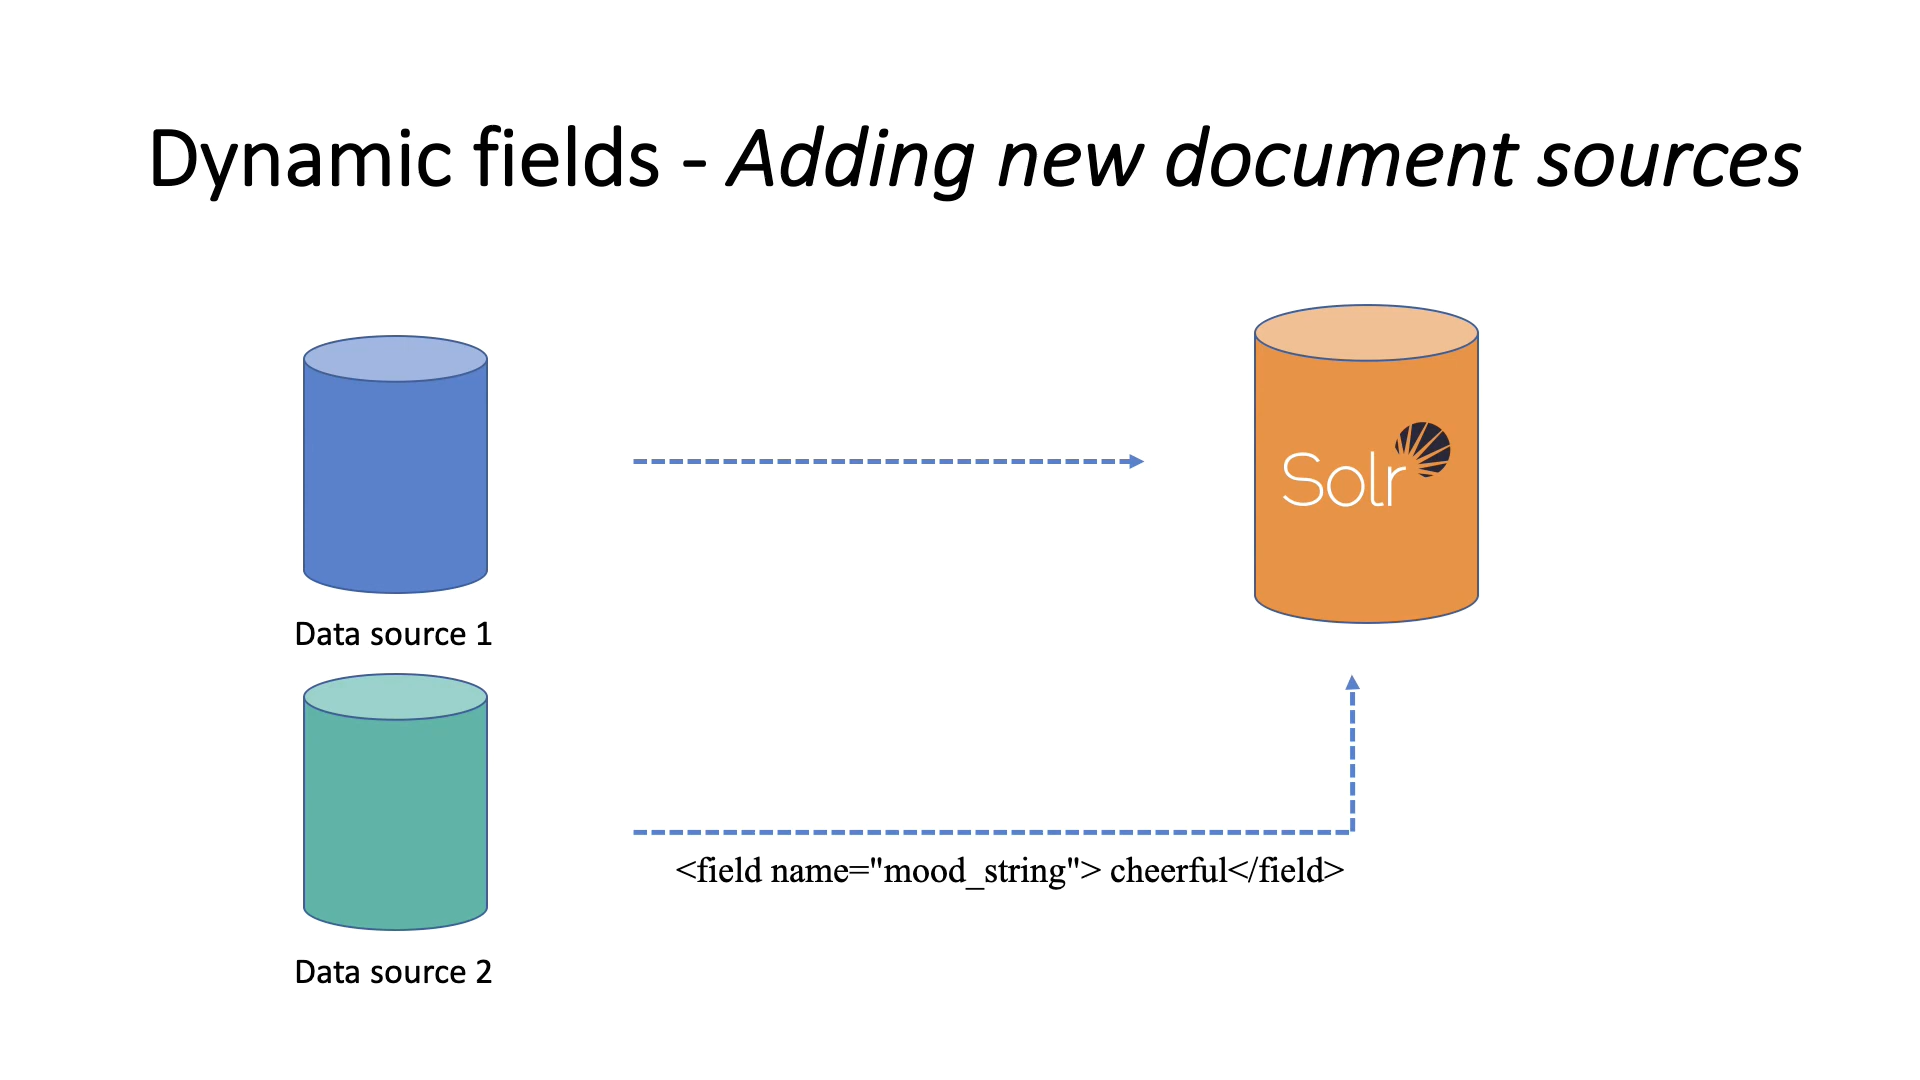 Dynamic fields - Adding new document sources
Solr
Data source 1
<field name="mood_string"> cheerful</field>
Data source 2